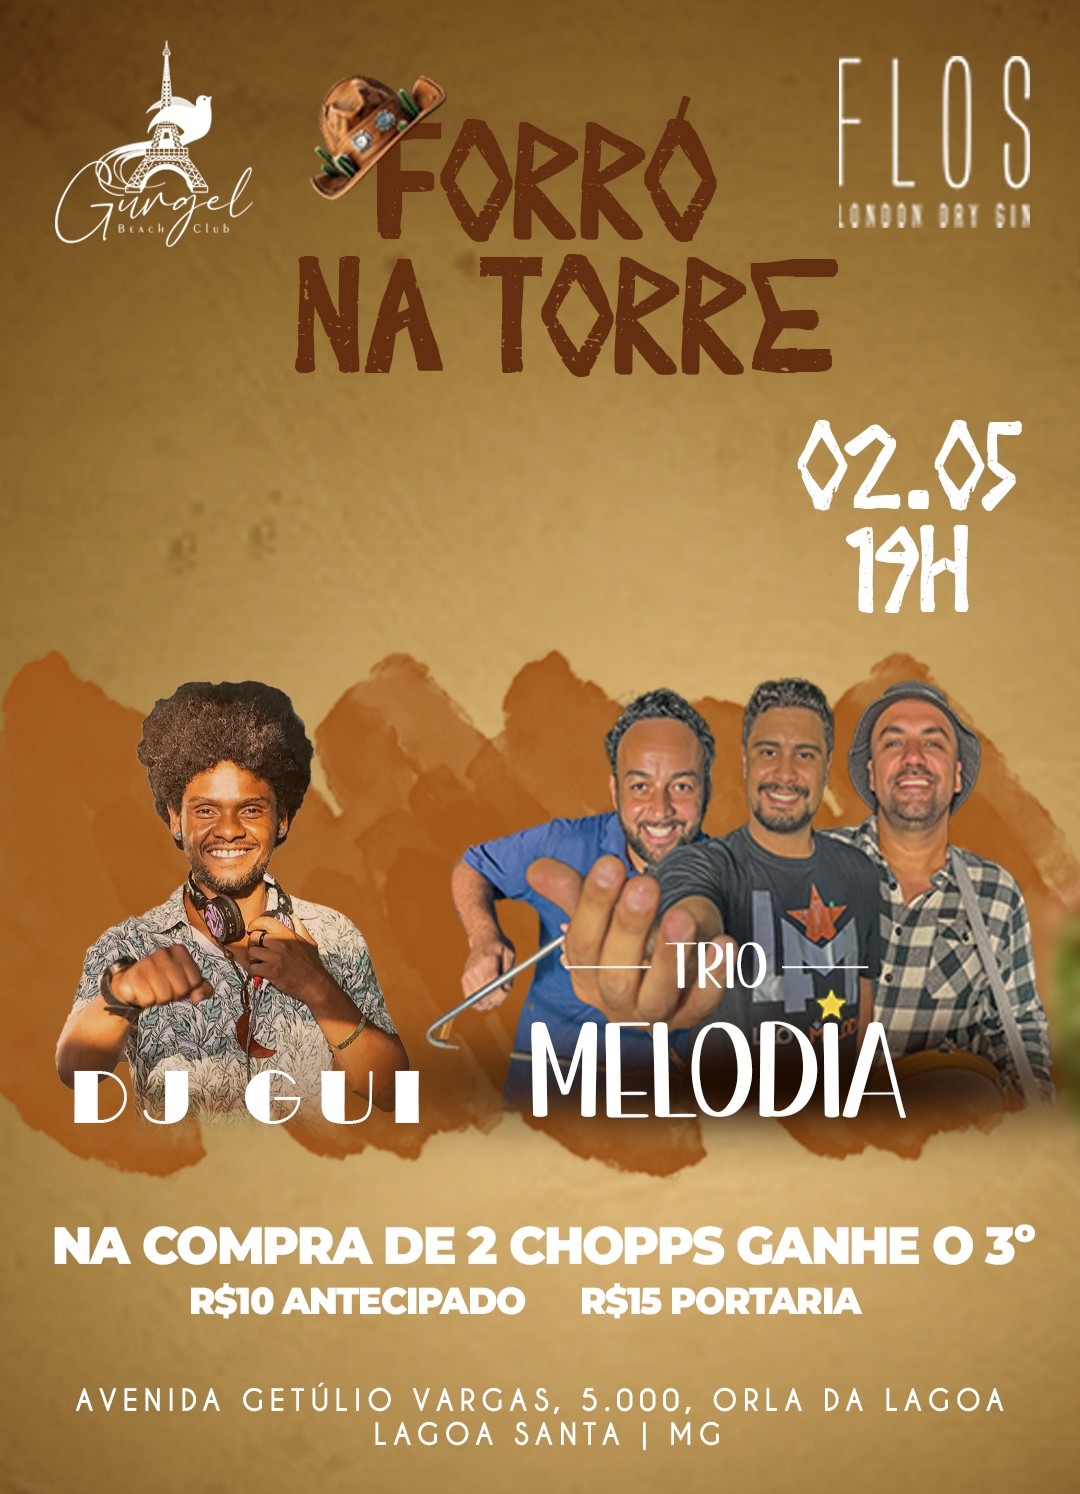 Gurgel
BEACH Club
FORRÓ
NA TORRE
FLOS
LONDON DRY GIN
02.05
19H
DJ GUI
TRIO
MELODIA
NA COMPRA DE 2 CHOPPS GANHE O 3º
R$10 ANTECIPADO R$15 PORTARIA
AVENIDA GETÚLIO VARGAS, 5.000, ORLA DA LAGOA
LAGOA SANTA | MG